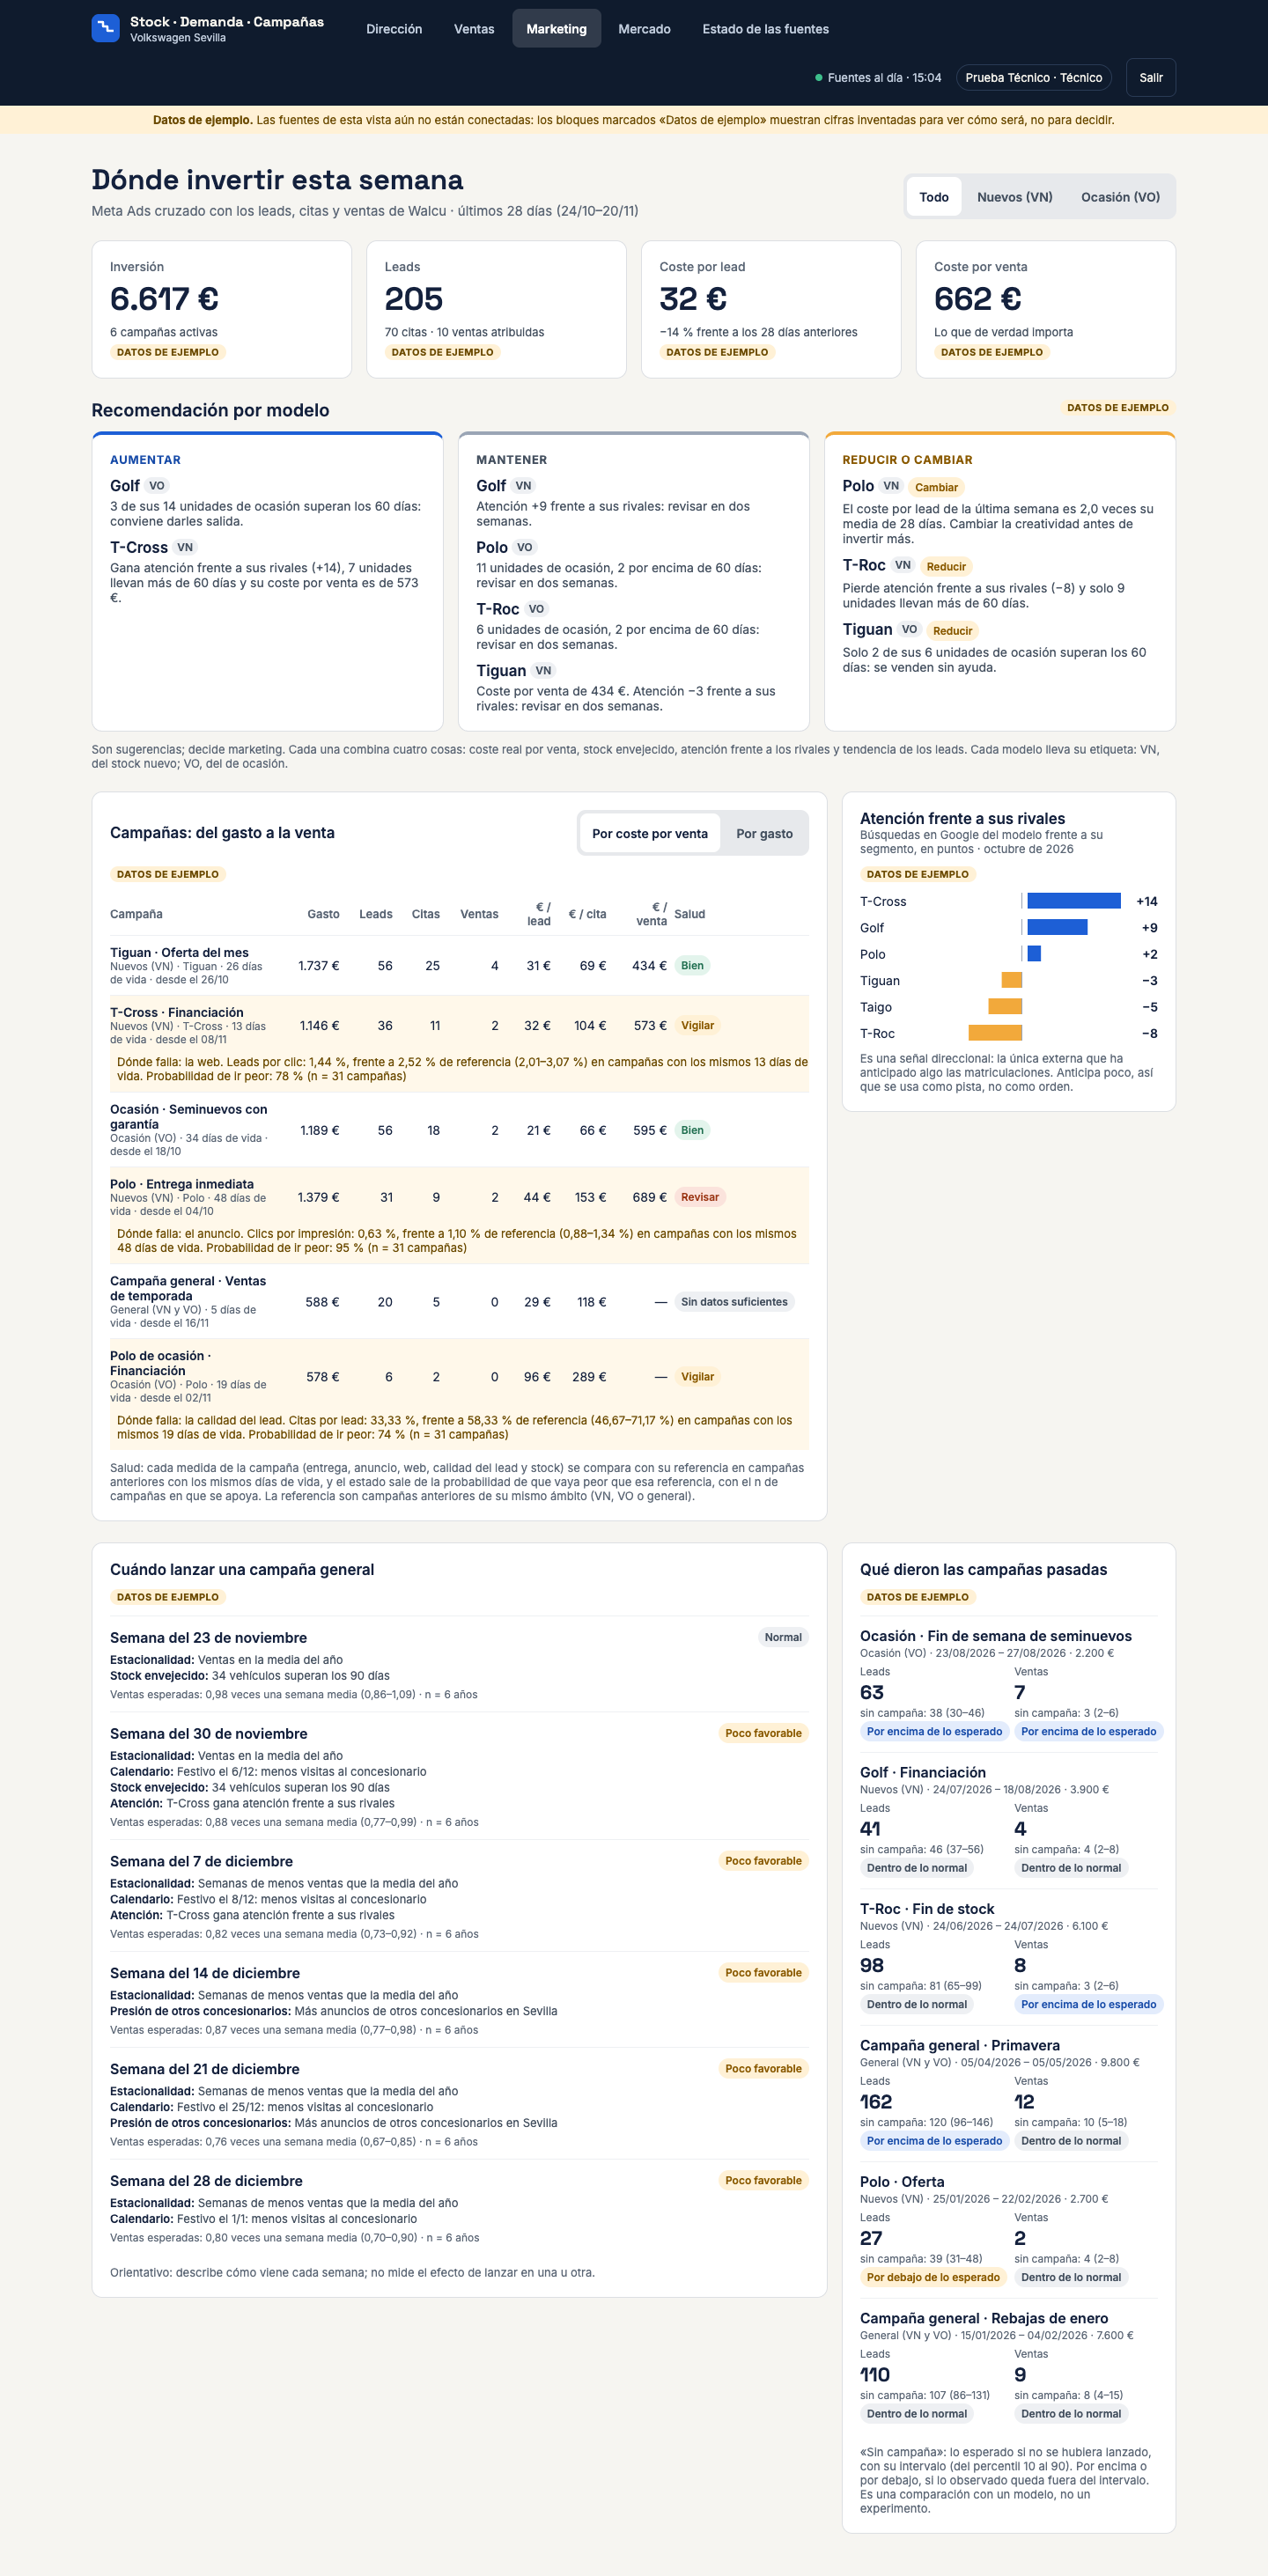 Stock · Demanda · Campañas
Volkswagen Sevilla
Dirección
Ventas
Marketing
Mercado
Estado de las fuentes
Fuentes al día · 15:04
Prueba Técnico · Técnico
Salir
Datos de ejemplo. Las fuentes de esta vista aún no están conectadas: los bloques marcados «Datos de ejemplo» muestran cifras inventadas para ver cómo será, no para decidir.
Dónde invertir esta semana
Meta Ads cruzado con los leads, citas y ventas de Walcu · últimos 28 días (24/10–20/11)
Todo
Nuevos (VN)
Ocasión (VO)
Inversión
6.617 €
6 campañas activas
DATOS DE EJEMPLO
Leads
205
70 citas · 10 ventas atribuidas
DATOS DE EJEMPLO
Coste por lead
32 €
−14 % frente a los 28 días anteriores
DATOS DE EJEMPLO
Coste por venta
662 €
Lo que de verdad importa
DATOS DE EJEMPLO
Recomendación por modelo
DATOS DE EJEMPLO
AUMENTAR
Golf VO
3 de sus 14 unidades de ocasión superan los 60 días:
conviene darles salida.
T-Cross VN
Gana atención frente a sus rivales (+14), 7 unidades
llevan más de 60 días y su coste por venta es de 573
€.
MANTENER
Golf VN
Atención +9 frente a sus rivales: revisar en dos
semanas.
Polo VO
11 unidades de ocasión, 2 por encima de 60 días:
revisar en dos semanas.
T-Roc VO
6 unidades de ocasión, 2 por encima de 60 días:
revisar en dos semanas.
Tiguan VN
Coste por venta de 434 €. Atención −3 frente a sus
rivales: revisar en dos semanas.
REDUCIR O CAMBIAR
Polo VN Cambiar
El coste por lead de la última semana es 2,0 veces su
media de 28 días. Cambiar la creatividad antes de
invertir más.
T-Roc VN Reducir
Pierde atención frente a sus rivales (−8) y solo 9
unidades llevan más de 60 días.
Tiguan VO Reducir
Solo 2 de sus 6 unidades de ocasión superan los 60
días: se venden sin ayuda.
Son sugerencias; decide marketing. Cada una combina cuatro cosas: coste real por venta, stock envejecido, atención frente a los rivales y tendencia de los leads. Cada modelo lleva su etiqueta: VN,
del stock nuevo; VO, del de ocasión.
Campañas: del gasto a la venta
Por coste por venta
Por gasto
DATOS DE EJEMPLO
Campaña Gasto Leads Citas Ventas € / lead € / cita € / venta Salud
Tiguan · Oferta del mes
Nuevos (VN) · Tiguan · 26 días
de vida · desde el 26/10
1.737 € 56 25 4 31 € 69 € 434 € Bien
T-Cross · Financiación
Nuevos (VN) · T-Cross · 13 días
de vida · desde el 08/11
1.146 € 36 11 2 32 € 104 € 573 € Vigilar
Dónde falla: la web. Leads por clic: 1,44 %, frente a 2,52 % de referencia (2,01–3,07 %) en campañas con los mismos 13 días de
vida. Probabilidad de ir peor: 78 % (n = 31 campañas)
Ocasión · Seminuevos con
garantía
Ocasión (VO) · 34 días de vida ·
desde el 18/10
1.189 € 56 18 2 21 € 66 € 595 € Bien
Polo · Entrega inmediata
Nuevos (VN) · Polo · 48 días de
vida · desde el 04/10
1.379 € 31 9 2 44 € 153 € 689 € Revisar
Dónde falla: el anuncio. Clics por impresión: 0,63 %, frente a 1,10 % de referencia (0,88–1,34 %) en campañas con los mismos
48 días de vida. Probabilidad de ir peor: 95 % (n = 31 campañas)
Campaña general · Ventas
de temporada
General (VN y VO) · 5 días de
vida · desde el 16/11
588 € 20 5 0 29 € 118 € — Sin datos suficientes
Polo de ocasión ·
Financiación
Ocasión (VO) · Polo · 19 días de
vida · desde el 02/11
578 € 6 2 0 96 € 289 € — Vigilar
Dónde falla: la calidad del lead. Citas por lead: 33,33 %, frente a 58,33 % de referencia (46,67–71,17 %) en campañas con los
mismos 19 días de vida. Probabilidad de ir peor: 74 % (n = 31 campañas)
Salud: cada medida de la campaña (entrega, anuncio, web, calidad del lead y stock) se compara con su referencia en campañas
anteriores con los mismos días de vida, y el estado sale de la probabilidad de que vaya peor que esa referencia, con el n de
campañas en que se apoya. La referencia son campañas anteriores de su mismo ámbito (VN, VO o general).
Atención frente a sus rivales
Búsquedas en Google del modelo frente a su
segmento, en puntos · octubre de 2026
DATOS DE EJEMPLO
T-Cross +14
Golf +9
Polo +2
Tiguan −3
Taigo −5
T-Roc −8
Es una señal direccional: la única externa que ha
anticipado algo las matriculaciones. Anticipa poco, así
que se usa como pista, no como orden.
Cuándo lanzar una campaña general
DATOS DE EJEMPLO
Semana del 23 de noviembre Normal
Estacionalidad: Ventas en la media del año
Stock envejecido: 34 vehículos superan los 90 días
Ventas esperadas: 0,98 veces una semana media (0,86–1,09) · n = 6 años
Semana del 30 de noviembre Poco favorable
Estacionalidad: Ventas en la media del año
Calendario: Festivo el 6/12: menos visitas al concesionario
Stock envejecido: 34 vehículos superan los 90 días
Atención: T-Cross gana atención frente a sus rivales
Ventas esperadas: 0,88 veces una semana media (0,77–0,99) · n = 6 años
Semana del 7 de diciembre Poco favorable
Estacionalidad: Semanas de menos ventas que la media del año
Calendario: Festivo el 8/12: menos visitas al concesionario
Atención: T-Cross gana atención frente a sus rivales
Ventas esperadas: 0,82 veces una semana media (0,73–0,92) · n = 6 años
Semana del 14 de diciembre Poco favorable
Estacionalidad: Semanas de menos ventas que la media del año
Presión de otros concesionarios: Más anuncios de otros concesionarios en Sevilla
Ventas esperadas: 0,87 veces una semana media (0,77–0,98) · n = 6 años
Semana del 21 de diciembre Poco favorable
Estacionalidad: Semanas de menos ventas que la media del año
Calendario: Festivo el 25/12: menos visitas al concesionario
Presión de otros concesionarios: Más anuncios de otros concesionarios en Sevilla
Ventas esperadas: 0,76 veces una semana media (0,67–0,85) · n = 6 años
Semana del 28 de diciembre Poco favorable
Estacionalidad: Semanas de menos ventas que la media del año
Calendario: Festivo el 1/1: menos visitas al concesionario
Ventas esperadas: 0,80 veces una semana media (0,70–0,90) · n = 6 años
Orientativo: describe cómo viene cada semana; no mide el efecto de lanzar en una u otra.
Qué dieron las campañas pasadas
DATOS DE EJEMPLO
Ocasión · Fin de semana de seminuevos
Ocasión (VO) · 23/08/2026 – 27/08/2026 · 2.200 €
Leads Ventas
63 7
sin campaña: 38 (30–46) sin campaña: 3 (2–6)
Por encima de lo esperado Por encima de lo esperado
Golf · Financiación
Nuevos (VN) · 24/07/2026 – 18/08/2026 · 3.900 €
Leads Ventas
41 4
sin campaña: 46 (37–56) sin campaña: 4 (2–8)
Dentro de lo normal Dentro de lo normal
T-Roc · Fin de stock
Nuevos (VN) · 24/06/2026 – 24/07/2026 · 6.100 €
Leads Ventas
98 8
sin campaña: 81 (65–99) sin campaña: 3 (2–6)
Dentro de lo normal Por encima de lo esperado
Campaña general · Primavera
General (VN y VO) · 05/04/2026 – 05/05/2026 · 9.800 €
Leads Ventas
162 12
sin campaña: 120 (96–146) sin campaña: 10 (5–18)
Por encima de lo esperado Dentro de lo normal
Polo · Oferta
Nuevos (VN) · 25/01/2026 – 22/02/2026 · 2.700 €
Leads Ventas
27 2
sin campaña: 39 (31–48) sin campaña: 4 (2–8)
Por debajo de lo esperado Dentro de lo normal
Campaña general · Rebajas de enero
General (VN y VO) · 15/01/2026 – 04/02/2026 · 7.600 €
Leads Ventas
110 9
sin campaña: 107 (86–131) sin campaña: 8 (4–15)
Dentro de lo normal Dentro de lo normal
«Sin campaña»: lo esperado si no se hubiera lanzado,
con su intervalo (del percentil 10 al 90). Por encima o
por debajo, si lo observado queda fuera del intervalo.
Es una comparación con un modelo, no un
experimento.